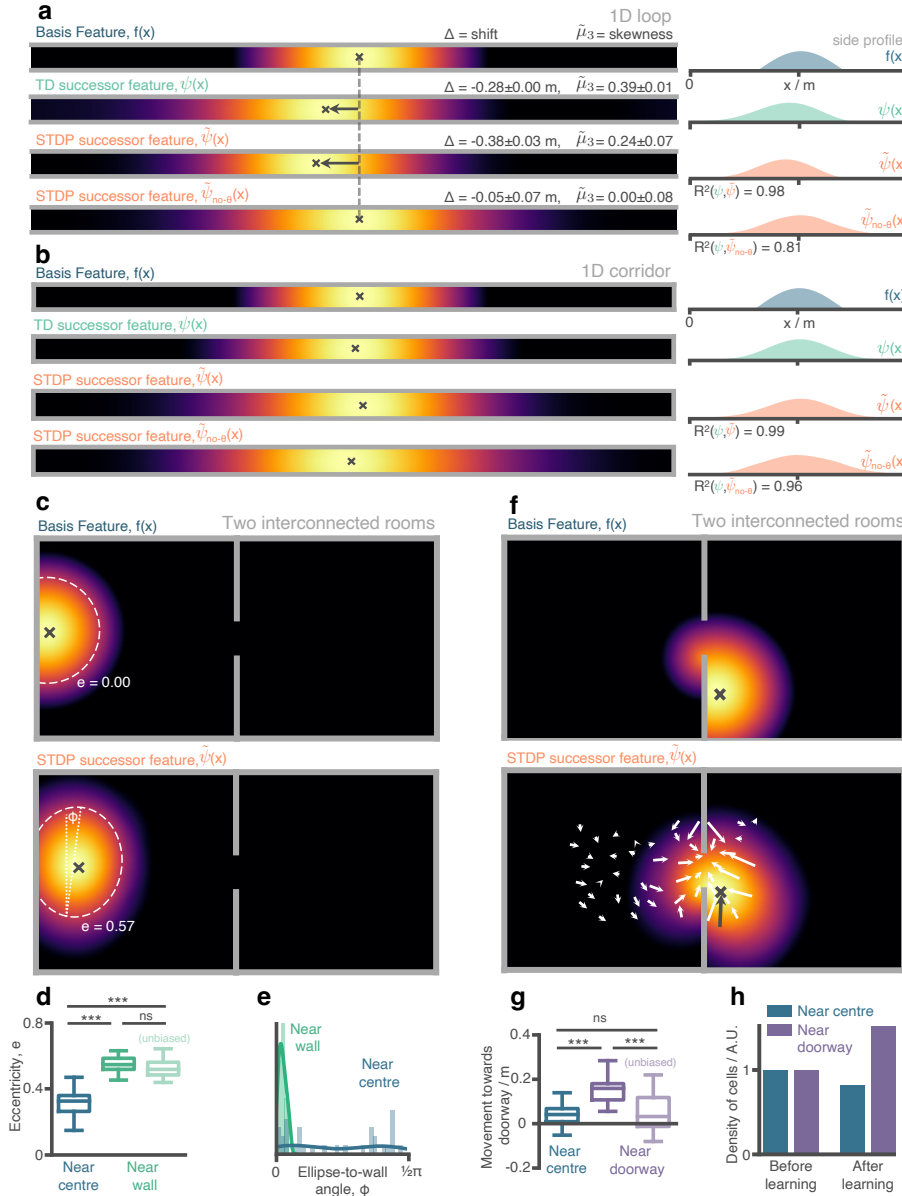 a
1D loop
Basis Feature, f(x)
Δ = shift
μ̃₃ = skewness
side profile
f(x)
0
x / m
TD successor feature, ψ(x)
Δ = -0.28±0.00 m, μ̃₃ = 0.39±0.01
ψ(x)
STDP successor feature, ψ̃(x)
Δ = -0.38±0.03 m, μ̃₃ = 0.24±0.07
ψ̃(x)
R²(ψ,ψ̃) = 0.98
STDP successor feature, ψ̃no-θ(x)
Δ = -0.05±0.07 m, μ̃₃ = 0.00±0.08
ψ̃no-θ(x)
R²(ψ,ψ̃no-θ) = 0.81
b
1D corridor
Basis Feature, f(x)
f(x)
0
x / m
TD successor feature, ψ(x)
ψ(x)
STDP successor feature, ψ̃(x)
ψ̃(x)
R²(ψ,ψ̃) = 0.99
STDP successor feature, ψ̃no-θ(x)
ψ̃no-θ(x)
R²(ψ,ψ̃no-θ) = 0.96
c
Basis Feature, f(x)
Two interconnected rooms
e = 0.00
STDP successor feature, ψ̃(x)
ϕ
e = 0.57
f
Basis Feature, f(x)
Two interconnected rooms
STDP successor feature, ψ̃(x)
d
***
***
ns
(unbiased)
Eccentricity, e
0.8
0.4
0
Near
centre
Near
wall
e
Near
wall
Near
centre
0
Ellipse-to-wall
angle, ϕ
½π
g
ns
***
***
(unbiased)
Movement towards
doorway / m
0.4
0.2
0
-0.2
Near
centre
Near
doorway
h
Near centre
Near
doorway
Density of cells / A.U.
1
Before
learning
After
learning